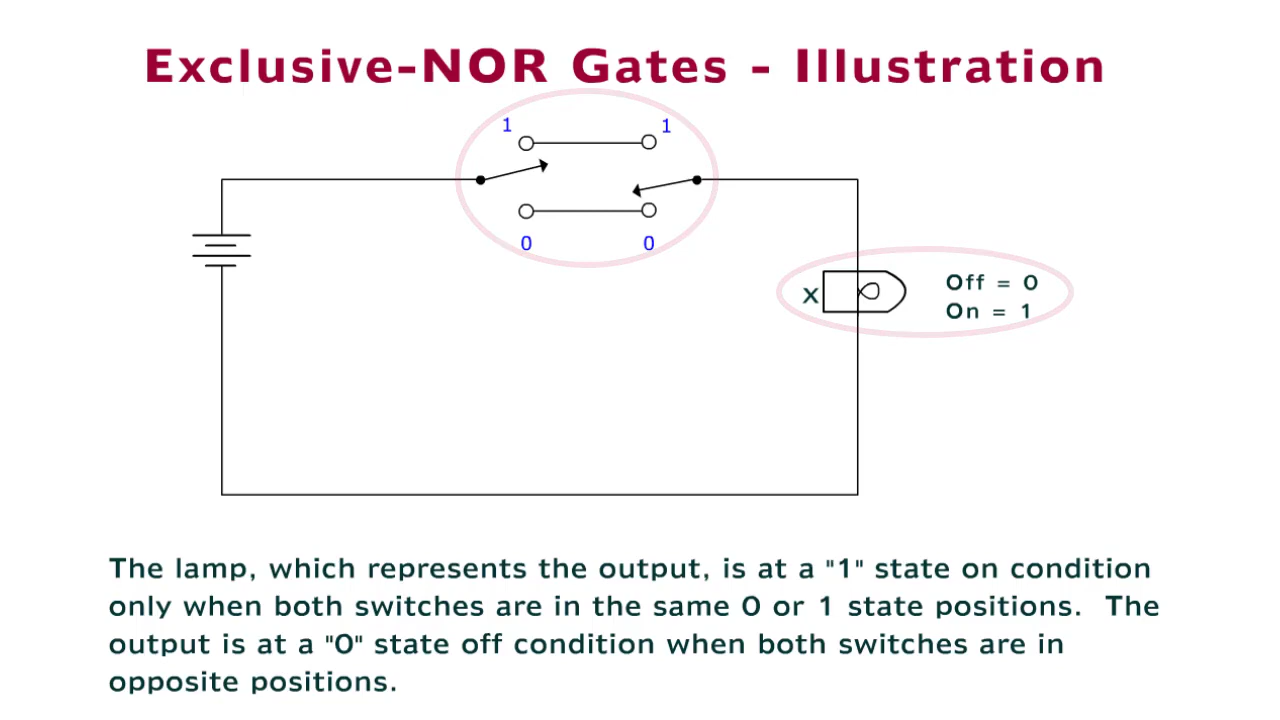 Exclusive-NOR Gates - Illustration
1 1
0 0
X
Off = 0
On = 1
The lamp, which represents the output, is at a "1" state on condition
only when both switches are in the same 0 or 1 state positions. The
output is at a "0" state off condition when both switches are in
opposite positions.